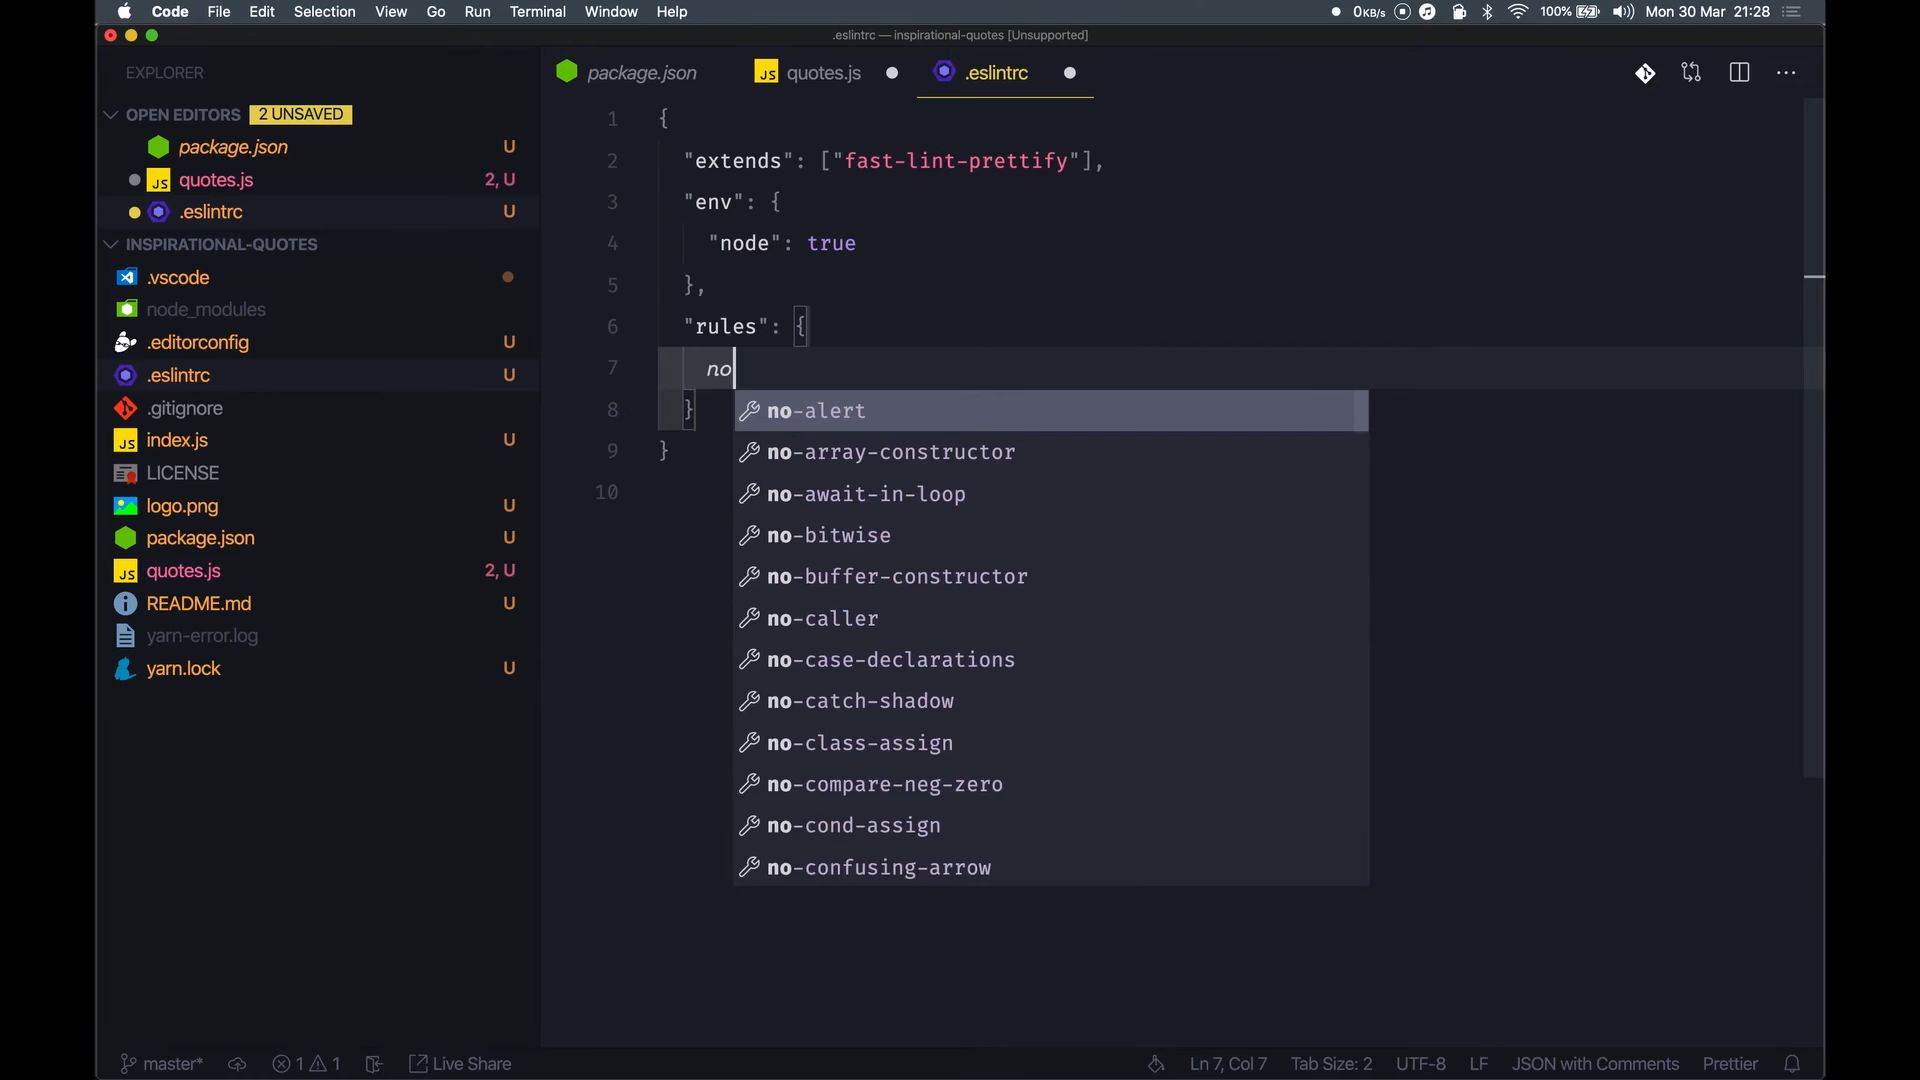 Code File Edit Selection View Go Run Terminal Window Help 0KB/s 100% Mon 30 Mar 21:28
.eslintrc — inspirational-quotes [Unsupported]
EXPLORER
OPEN EDITORS 2 UNSAVED
package.json U
JS quotes.js 2, U
.eslintrc U
INSPIRATIONAL-QUOTES
.vscode
node_modules
.editorconfig U
.eslintrc U
.gitignore
JS index.js U
LICENSE
logo.png U
package.json U
JS quotes.js 2, U
README.md U
yarn-error.log
yarn.lock U
package.json JS quotes.js .eslintrc
1 {
2 "extends": ["fast-lint-prettify"],
3 "env": {
4 "node": true
5 },
6 "rules": {
7 no
8 }
9 }
10
no-alert
no-array-constructor
no-await-in-loop
no-bitwise
no-buffer-constructor
no-caller
no-case-declarations
no-catch-shadow
no-class-assign
no-compare-neg-zero
no-cond-assign
no-confusing-arrow
master* 1 1 Live Share Ln 7, Col 7 Tab Size: 2 UTF-8 LF JSON with Comments Prettier